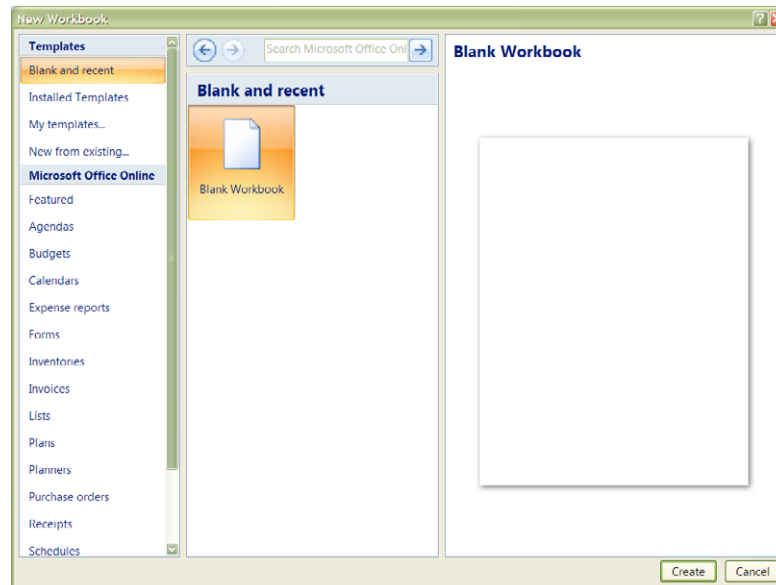 New Workbook
Templates
Blank and recent
Installed Templates
My templates...
New from existing...
Microsoft Office Online
Featured
Agendas
Budgets
Calendars
Expense reports
Forms
Inventories
Invoices
Lists
Plans
Planners
Purchase orders
Receipts
Schedules
Search Microsoft Office Onl
Blank and recent
Blank Workbook
Blank Workbook
Create
Cancel